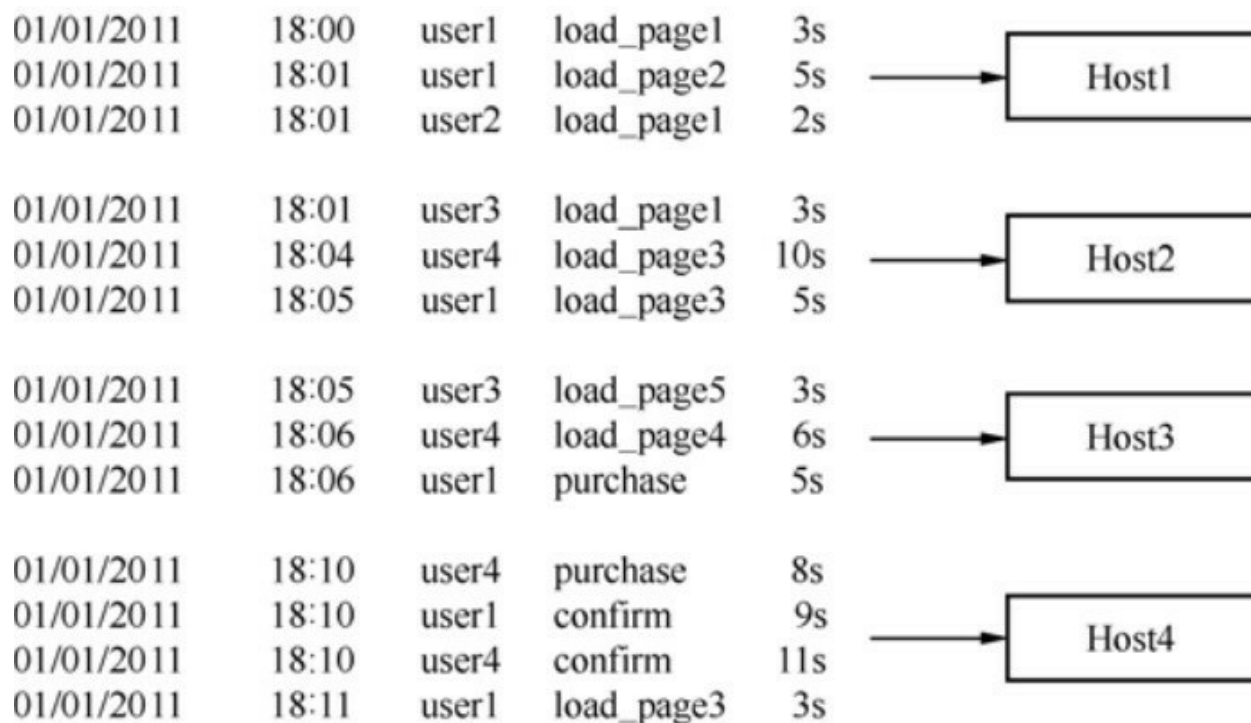 01/01/2011 18:00 user1 load_page1 3s
01/01/2011 18:01 user1 load_page2 5s
Host1
01/01/2011 18:01 user2 load_page1 2s
01/01/2011 18:01 user3 load_page1 3s
01/01/2011 18:04 user4 load_page3 10s
Host2
01/01/2011 18:05 user1 load_page3 5s
01/01/2011 18:05 user3 load_page5 3s
01/01/2011 18:06 user4 load_page4 6s
Host3
01/01/2011 18:06 user1 purchase 5s
01/01/2011 18:10 user4 purchase 8s
01/01/2011 18:10 user1 confirm 9s
Host4
01/01/2011 18:10 user4 confirm 11s
01/01/2011 18:11 user1 load_page3 3s